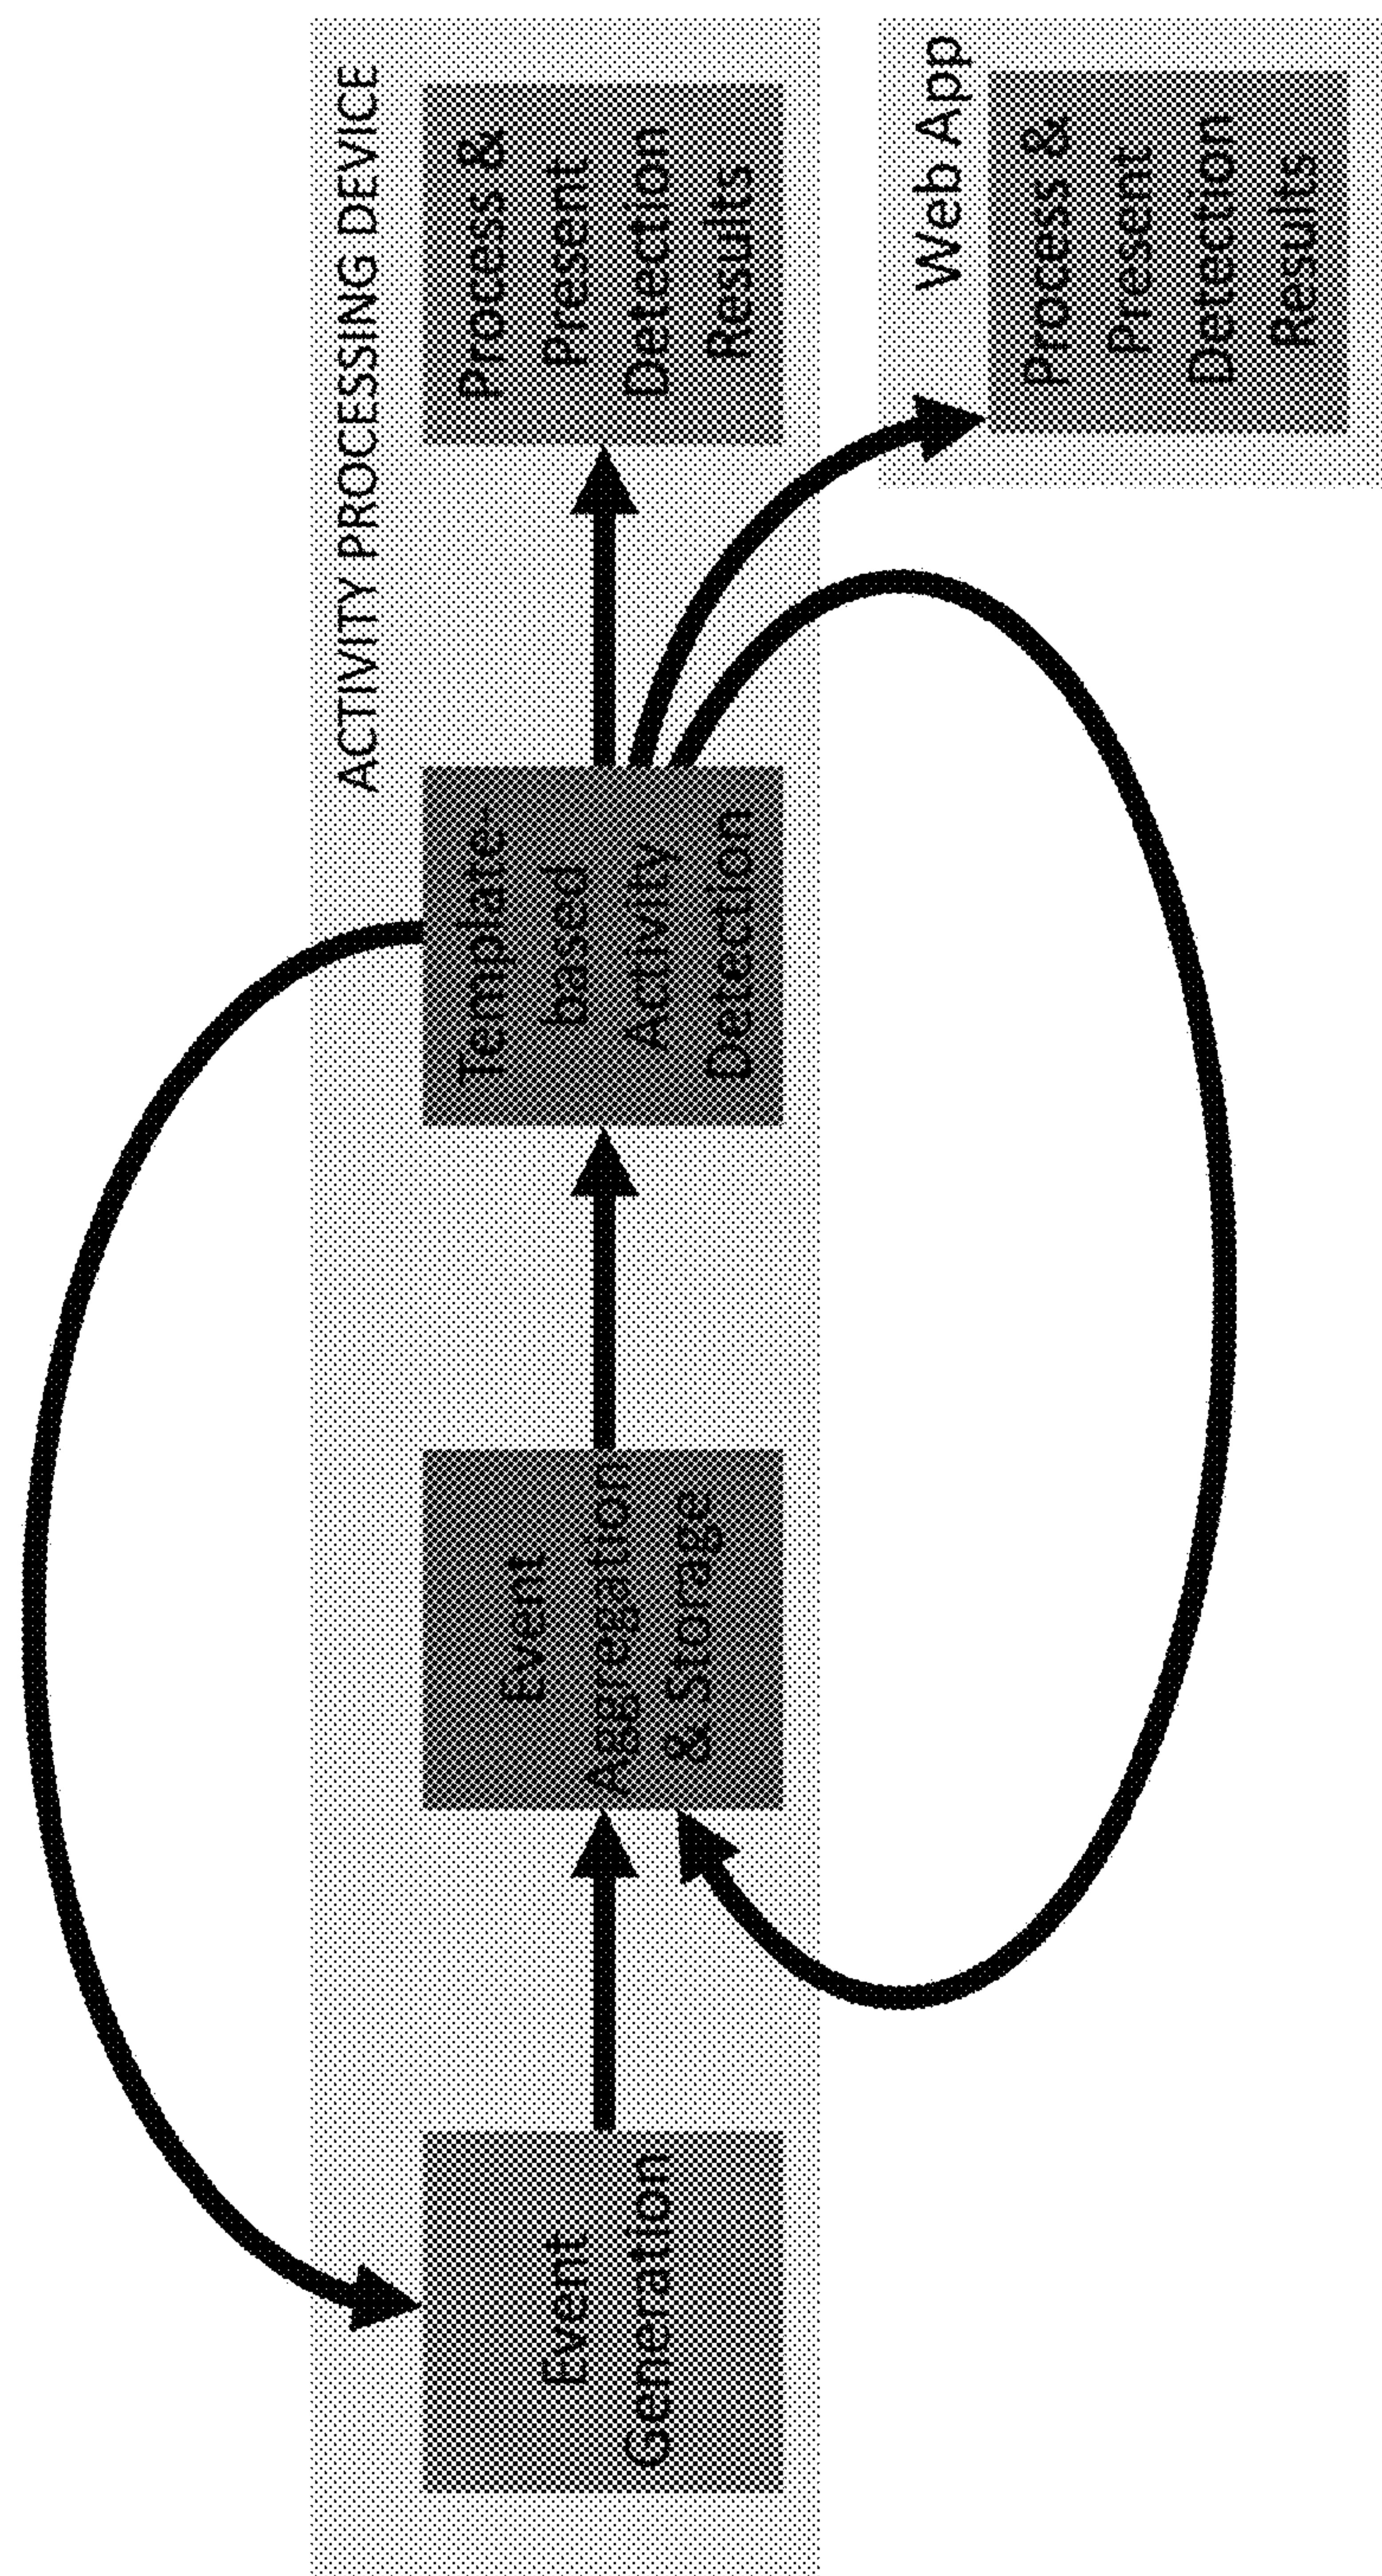 ACTIVITY PROCESSING DEVICE
Event
Generation
Event
Aggregation
& Storage
Template-
based
Activity
Detection
Process &
Present
Detection
Results
Web App
Process &
Present
Detection
Results